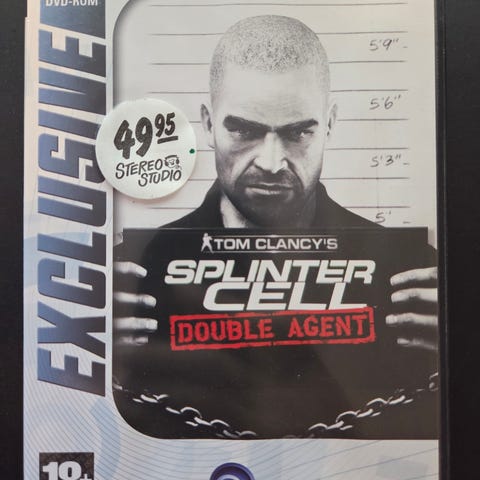 DVD-ROM
EXCLUSIVE
49.95
STEREO
STUDIO
5'9"
5'6"
5'3"
5'
TOM CLANCY'S
SPLINTER
CELL
DOUBLE AGENT